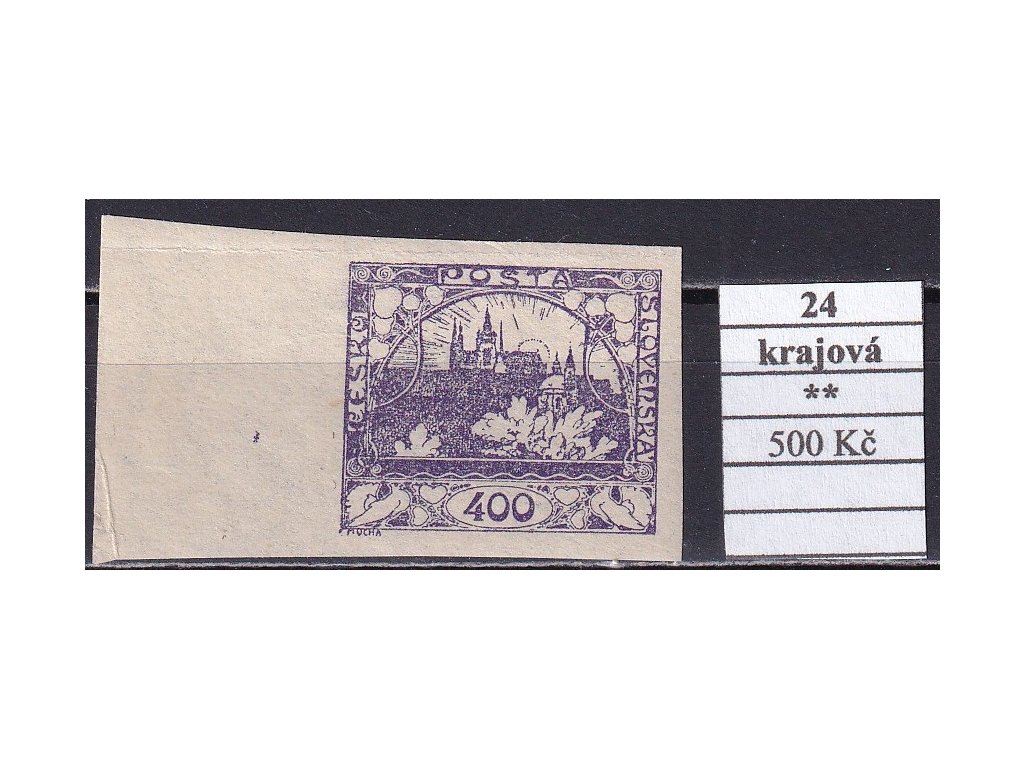 POŠTA
ČESKO
SLOVENSKÁ
400
MUCHA
24
krajová
**
500 Kč